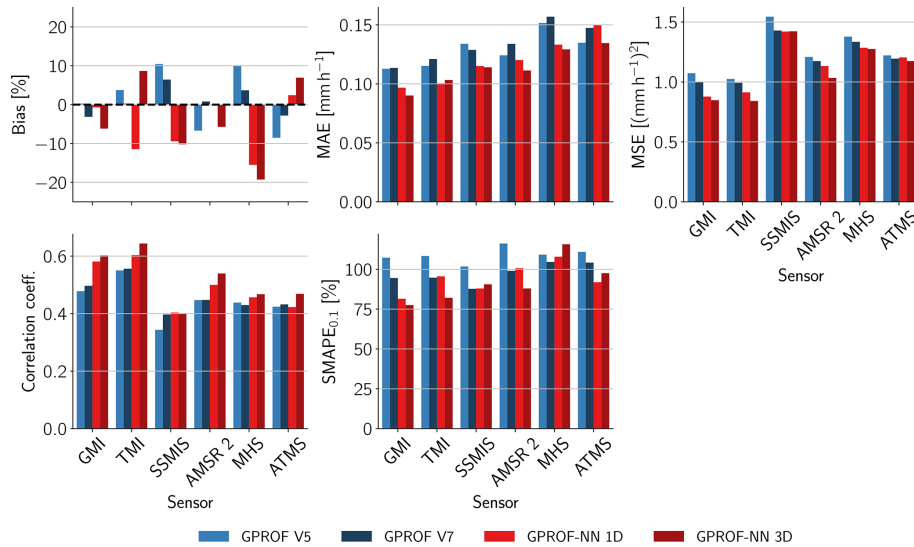 Bias [%]
10
0
−10
−20
MAE [mm h⁻¹]
0.15
0.10
0.05
0.00
MSE [(mm h⁻¹)²]
1.5
1.0
0.5
0.0
GMI
TMI
SSMIS
AMSR 2
MHS
ATMS
Sensor
Correlation coeff.
0.6
0.4
0.2
0.0
GMI
TMI
SSMIS
AMSR 2
MHS
ATMS
Sensor
SMAPE₀.₁ [%]
100
75
50
25
0
GMI
TMI
SSMIS
AMSR 2
MHS
ATMS
Sensor
GPROF V5 GPROF V7 GPROF-NN 1D GPROF-NN 3D